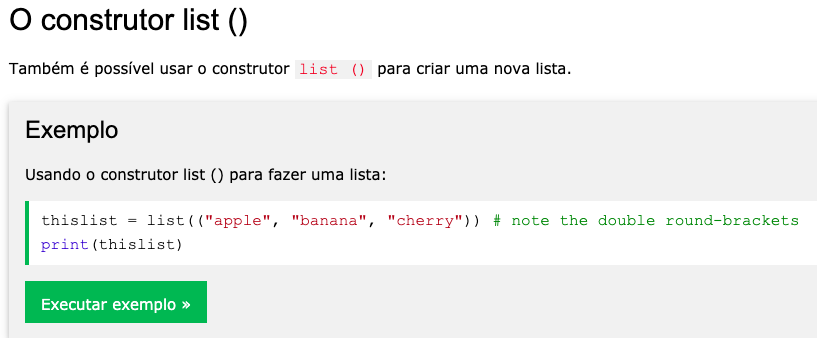 O construtor list ()
Também é possível usar o construtor list () para criar uma nova lista.
Exemplo
Usando o construtor list () para fazer uma lista:
thislist = list(("apple", "banana", "cherry")) # note the double round-brackets
print(thislist)
Executar exemplo »